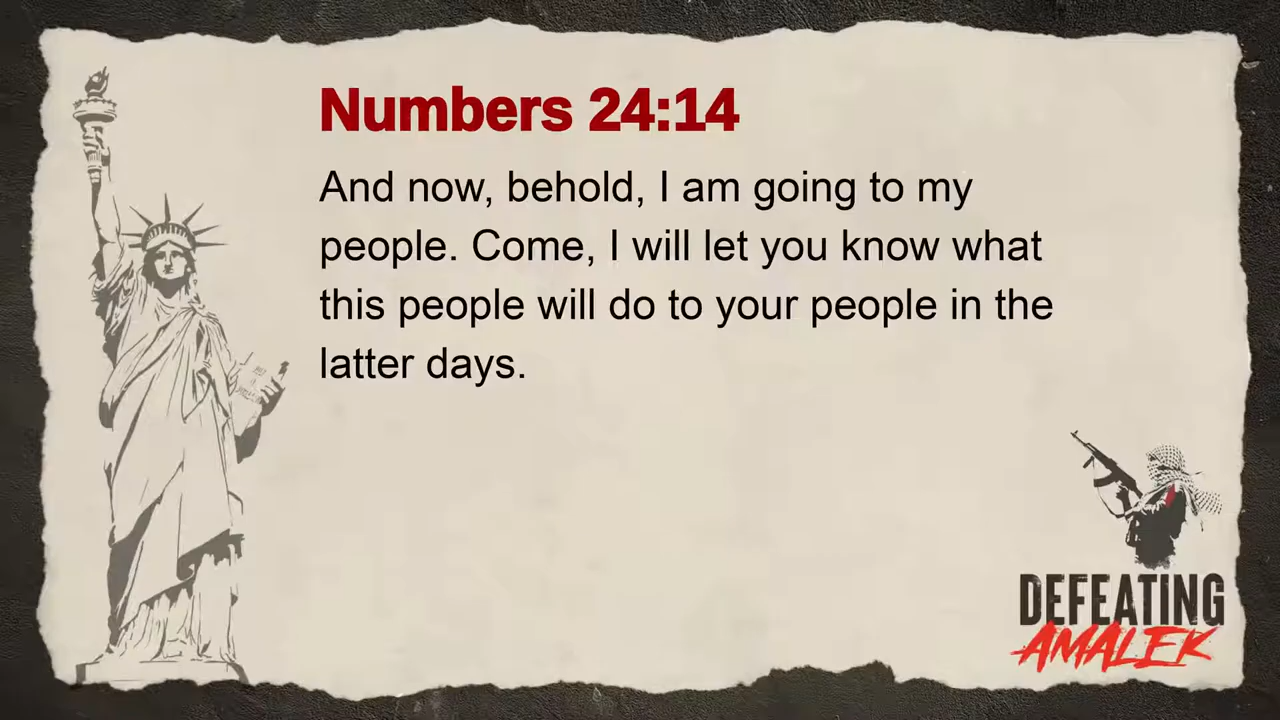 Numbers 24:14
And now, behold, I am going to my
people. Come, I will let you know what
this people will do to your people in the
latter days.
DEFEATING
AMALEK